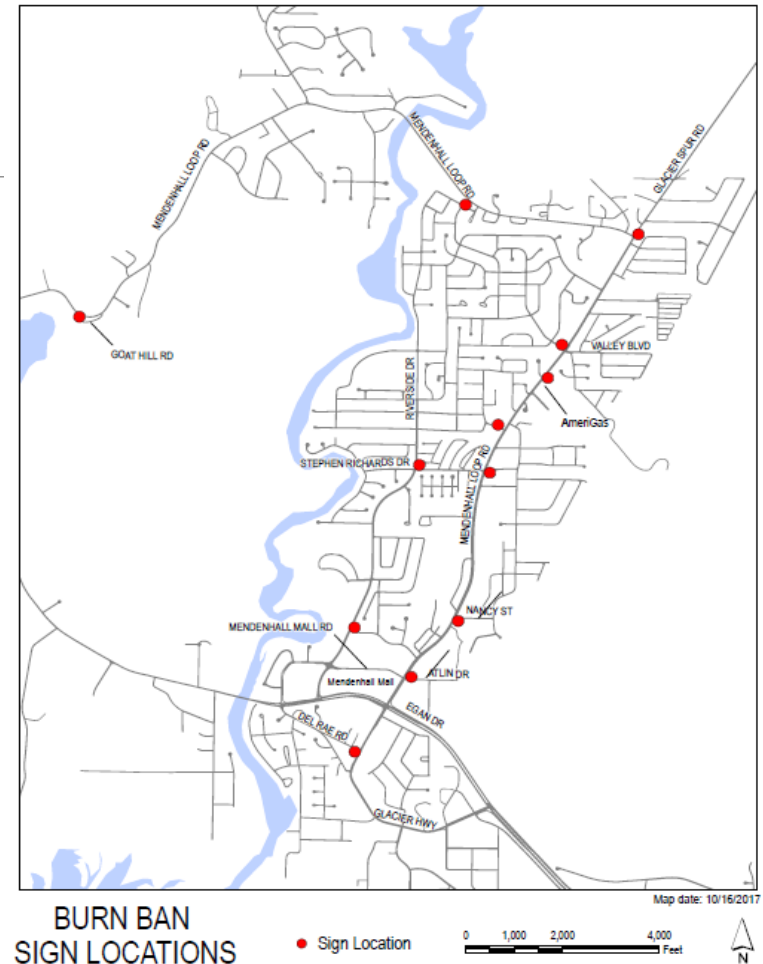 MENDENHALL LOOP RD
GLACIER SPUR RD
MENDENHALL LOOP RD
GOAT HILL RD
VALLEY BLVD
RIVERSIDE DR
AmeriGas
STEPHEN RICHARDS DR
MENDENHALL LOOP RD
NANCY ST
MENDENHALL MALL RD
ATLIN DR
Mendenhall Mall
EGAN DR
DEL RAE RD
GLACIER HWY
Map date: 10/16/2017
BURN BAN
SIGN LOCATIONS
Sign Location
0 1,000 2,000 4,000
Feet
N